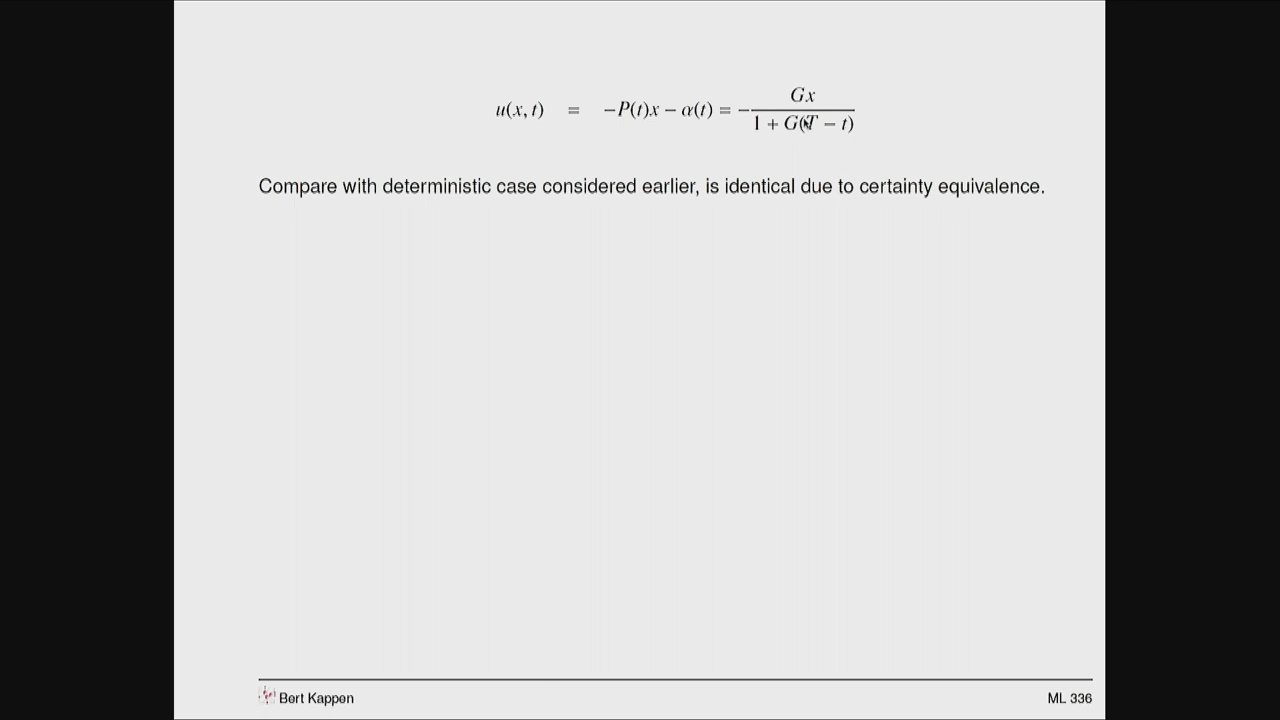 u(x, t) = −P(t)x − α(t) = − Gx / 1 + G(T − t)
Compare with deterministic case considered earlier, is identical due to certainty equivalence.
Bert Kappen
ML 336